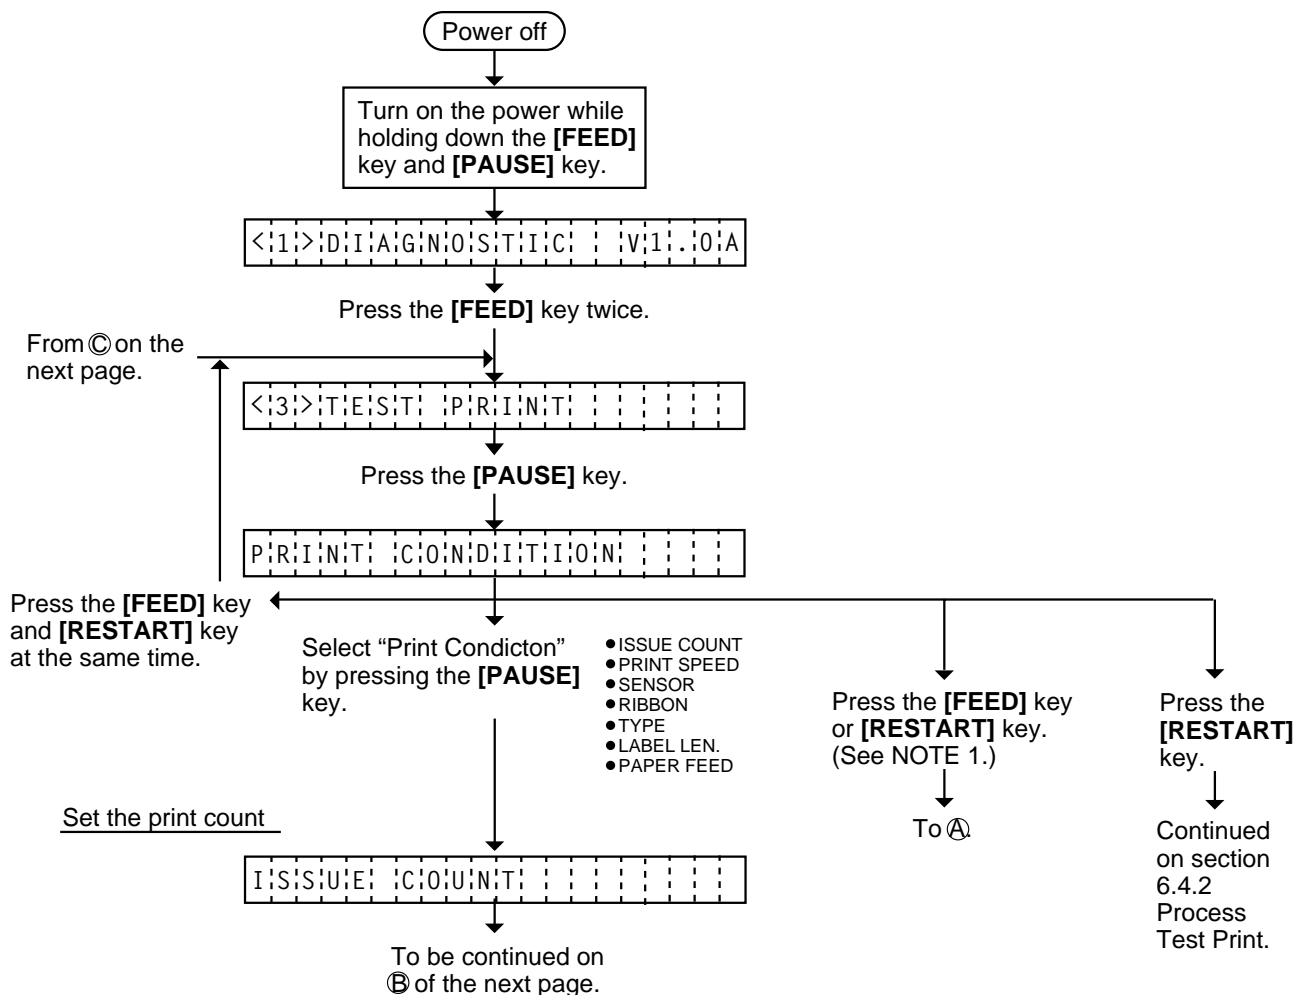 Power off
Turn on the power while
holding down the [FEED]
key and [PAUSE] key.
<1>DIAGNOSTIC  V1.0A
Press the [FEED] key twice.
From Ⓒ on the
next page.
<3>TEST PRINT
Press the [PAUSE] key.
PRINT CONDITION
Press the [FEED] key
and [RESTART] key
at the same time.
Select “Print Condicton”
by pressing the [PAUSE]
key.
●ISSUE COUNT
●PRINT SPEED
●SENSOR
●RIBBON
●TYPE
●LABEL LEN.
●PAPER FEED
Press the [FEED] key
or [RESTART] key.
(See NOTE 1.)
To Ⓐ.
Press the
[RESTART]
key.
Continued
on section
6.4.2
Process
Test Print.
Set the print count
ISSUE COUNT
To be continued on
Ⓑ of the next page.